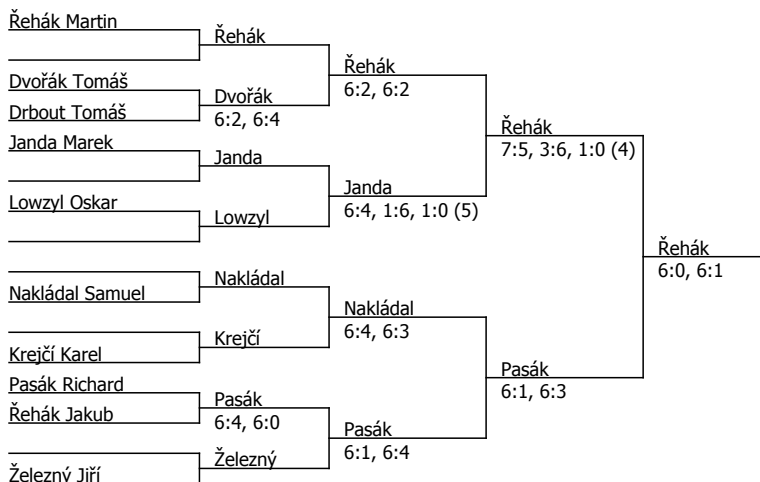 Řehák Martin
Dvořák Tomáš
Drbout Tomáš
Janda Marek
Lowzyl Oskar
Nakládal Samuel
Krejčí Karel
Pasák Richard
Řehák Jakub
Železný Jiří
Řehák
Dvořák
6:2, 6:4
Janda
Lowzyl
Nakládal
Krejčí
Pasák
6:4, 6:0
Železný
Řehák
6:2, 6:2
Janda
6:4, 1:6, 1:0 (5)
Nakládal
6:4, 6:3
Pasák
6:1, 6:4
Řehák
7:5, 3:6, 1:0 (4)
Pasák
6:1, 6:3
Řehák
6:0, 6:1